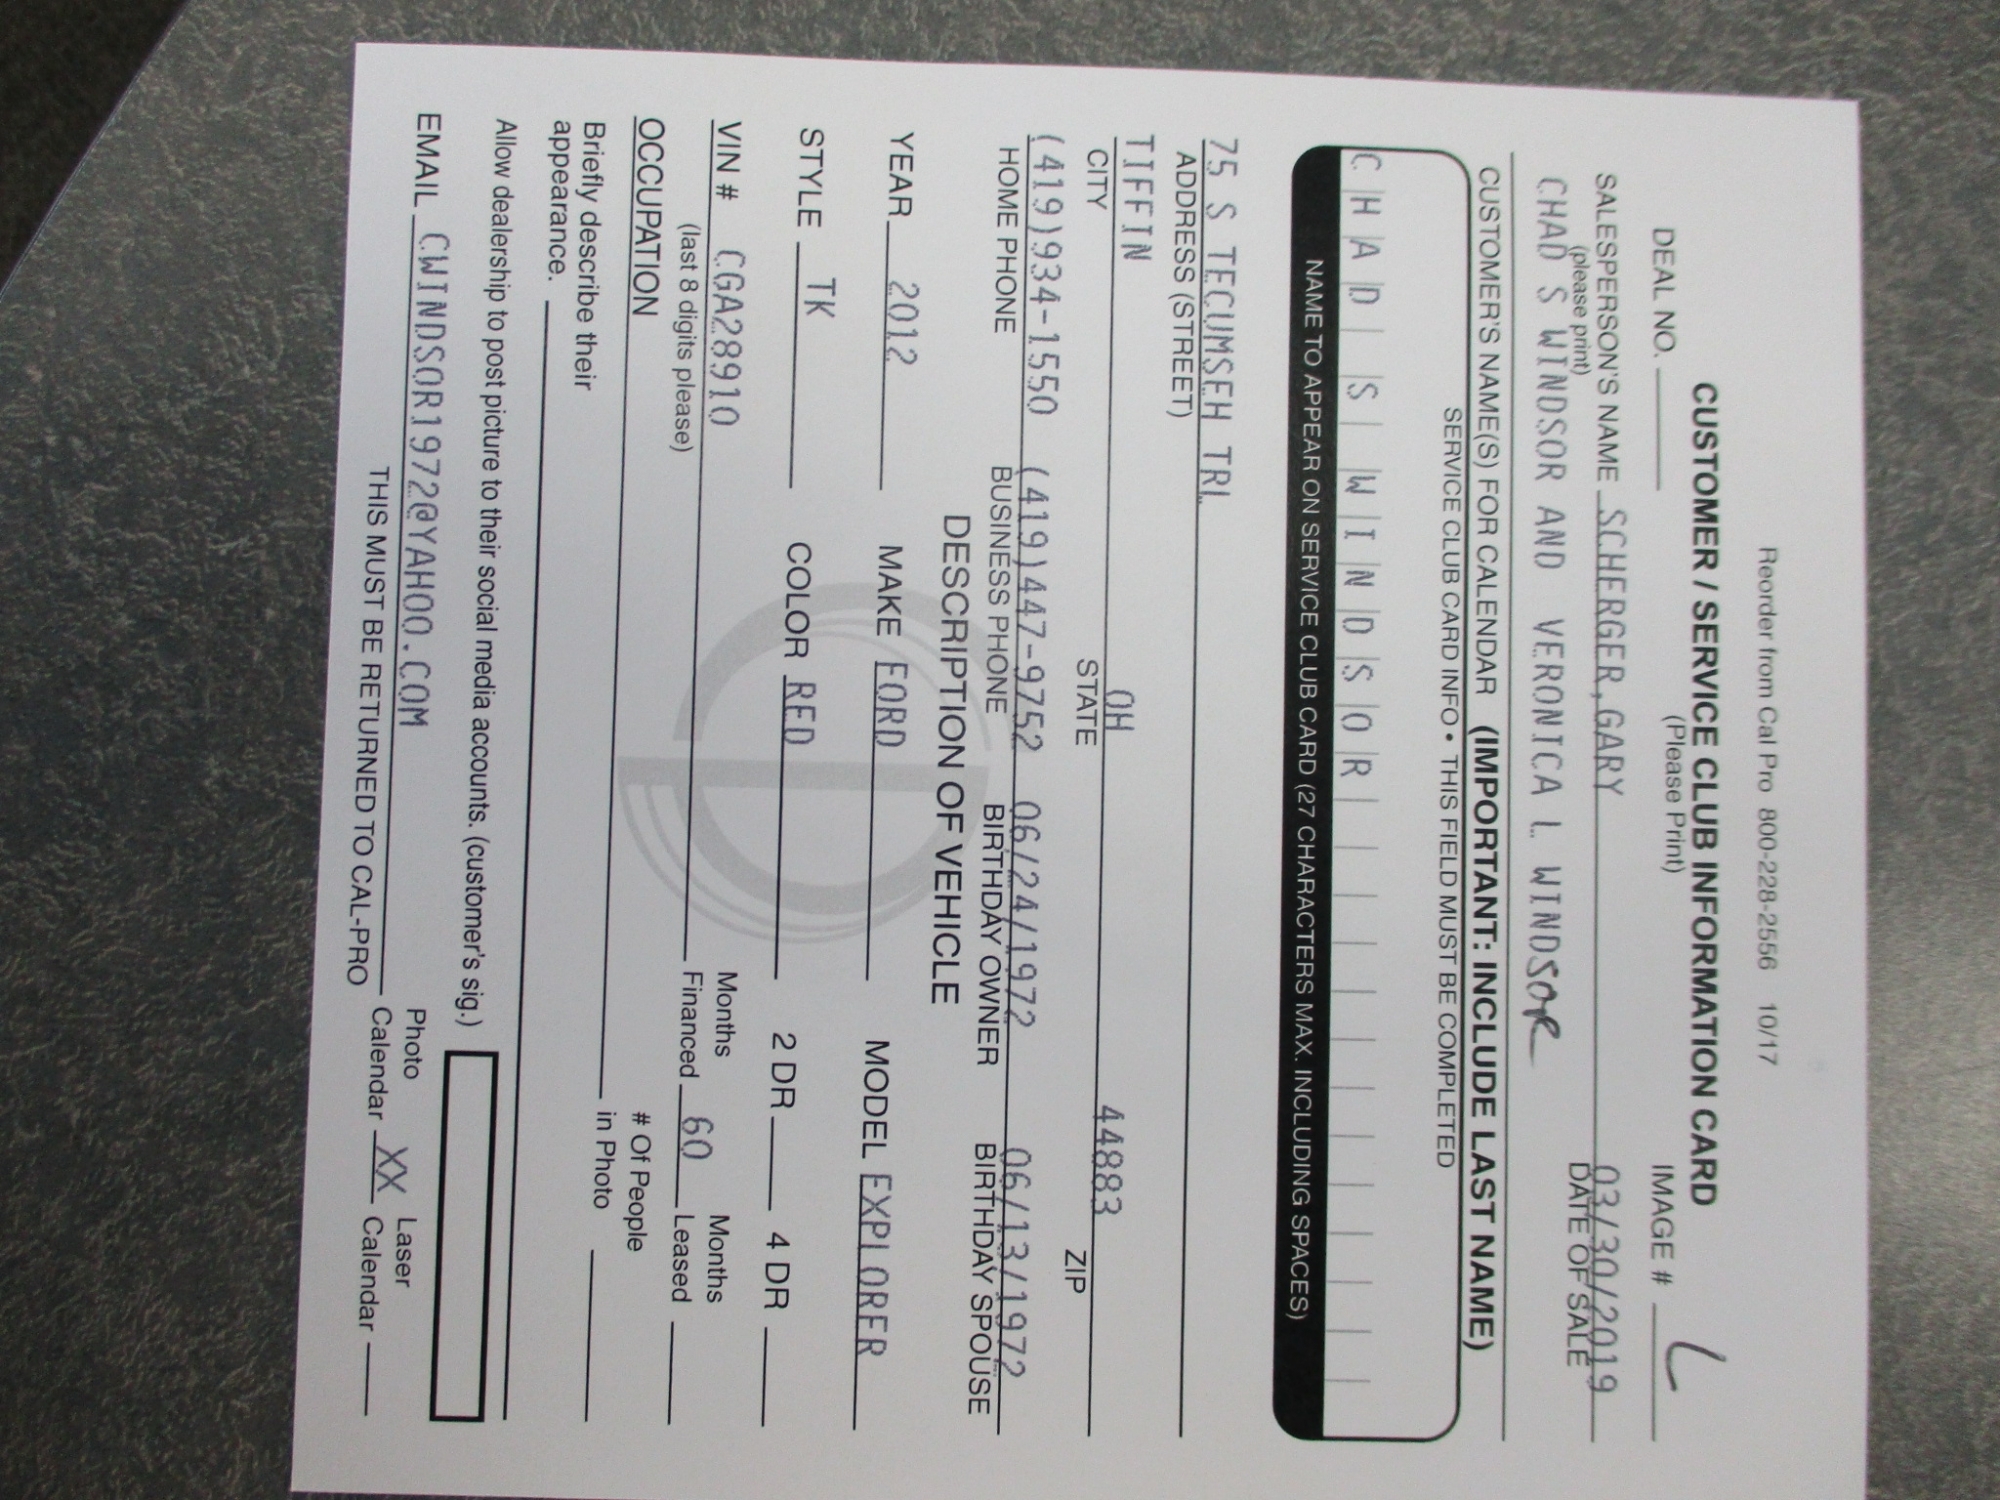 Reorder from Cal Pro 800-228-2556 10/17
CUSTOMER / SERVICE CLUB INFORMATION CARD
(Please Print)
DEAL NO. IMAGE #
SALESPERSON'S NAME SCHERGER,GARY 03/30/2019
(please print) DATE OF SALE
CHAD S WINDSOR AND VERONICA L WINDSOR
CUSTOMER'S NAME(S) FOR CALENDAR (IMPORTANT: INCLUDE LAST NAME)
SERVICE CLUB CARD INFO • THIS FIELD MUST BE COMPLETED
CHAD S WINDSOR
NAME TO APPEAR ON SERVICE CLUB CARD (27 CHARACTERS MAX. INCLUDING SPACES)
75 S TECUMSEH TRL
ADDRESS (STREET)
TIFFIN OH 44883
CITY STATE ZIP
(419)934-1550 (419)447-9752 06/24/1972 06/13/1972
HOME PHONE BUSINESS PHONE BIRTHDAY OWNER BIRTHDAY SPOUSE
DESCRIPTION OF VEHICLE
YEAR 2012 MAKE FORD MODEL EXPLORER
STYLE TK COLOR RED 2 DR 4 DR
VIN # CGA28910 Months Financed 60 Months Leased
(last 8 digits please)
OCCUPATION # Of People in Photo
Briefly describe their
appearance.
Allow dealership to post picture to their social media accounts. (customer's sig.)
EMAIL CWINDSOR1972@YAHOO.COM Photo Calendar XX Laser Calendar
THIS MUST BE RETURNED TO CAL-PRO